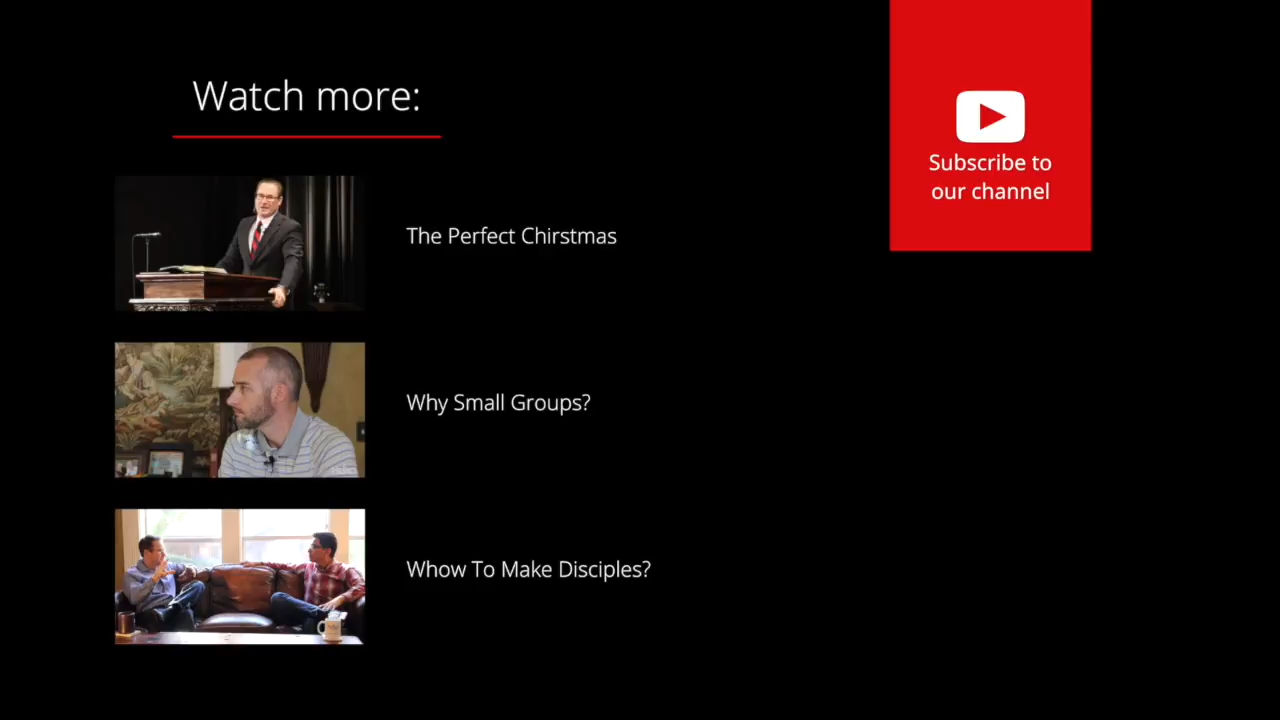 Watch more:
Subscribe to
our channel
The Perfect Chirstmas
Why Small Groups?
Whow To Make Disciples?